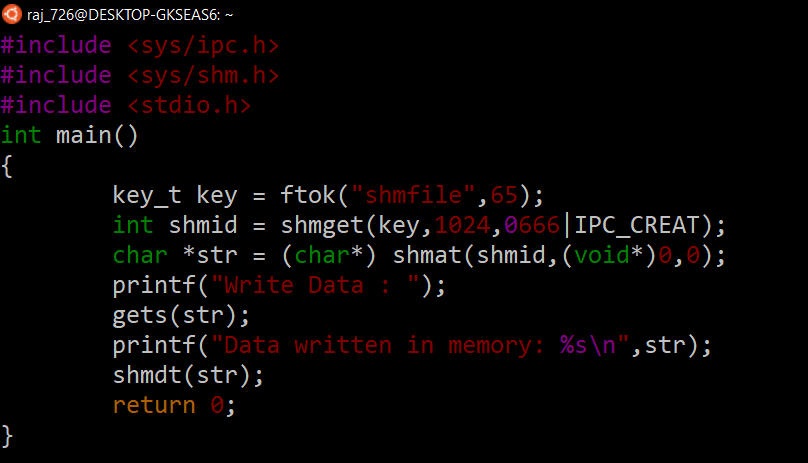 raj_726@DESKTOP-GKSEAS6: ~
#include <sys/ipc.h>
#include <sys/shm.h>
#include <stdio.h>
int main()
{
        key_t key = ftok("shmfile",65);
        int shmid = shmget(key,1024,0666|IPC_CREAT);
        char *str = (char*) shmat(shmid,(void*)0,0);
        printf("Write Data : ");
        gets(str);
        printf("Data written in memory: %s\n",str);
        shmdt(str);
        return 0;
}